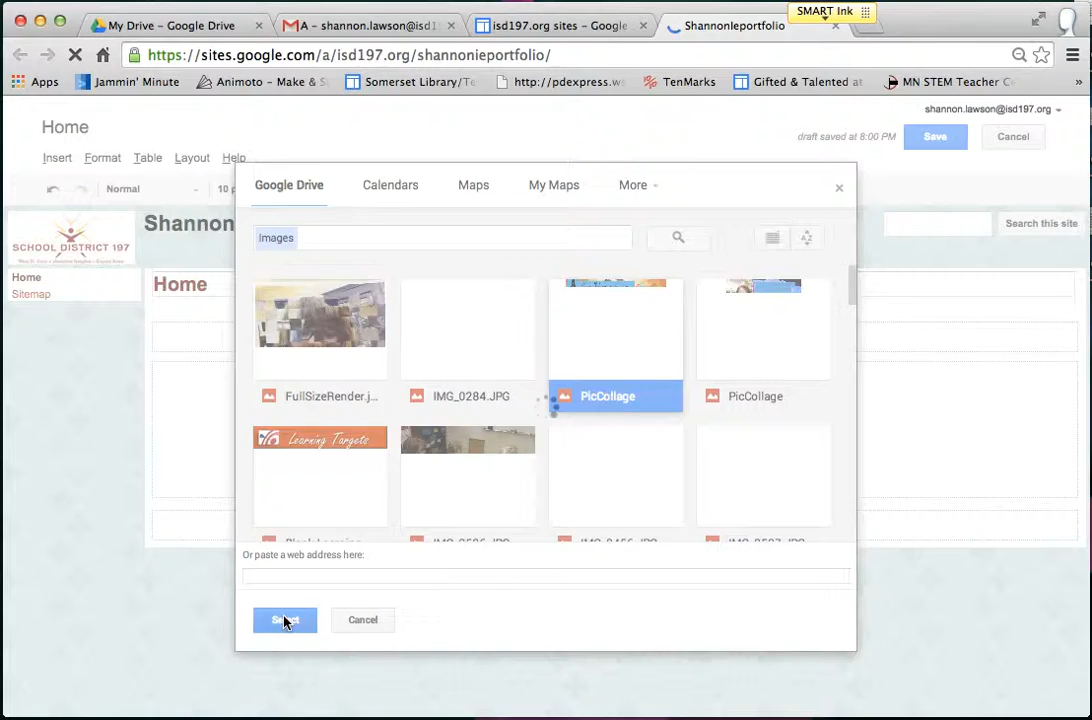 SMART Ink
My Drive – Google Drive
A – shannon.lawson@isd1
isd197.org sites – Google
Shannonieportfolio
https://sites.google.com/a/isd197.org/shannonieportfolio/
Apps
Jammin' Minute
Animoto – Make & S
Somerset Library/Te
http://pdexpress.w
TenMarks
Gifted & Talented at
MN STEM Teacher C
»
shannon.lawson@isd197.org
Home
draft saved at 8:00 PM
Save
Cancel
Insert
Format
Table
Layout
Help
Normal
10 p
SCHOOL DISTRICT 197
Shannon
Search this site
Home
Sitemap
Home
Google Drive
Calendars
Maps
My Maps
More
×
Images
FullSizeRender.j...
IMG_0284.JPG
PicCollage
PicCollage
Learning Targets
Or paste a web address here:
Select
Cancel